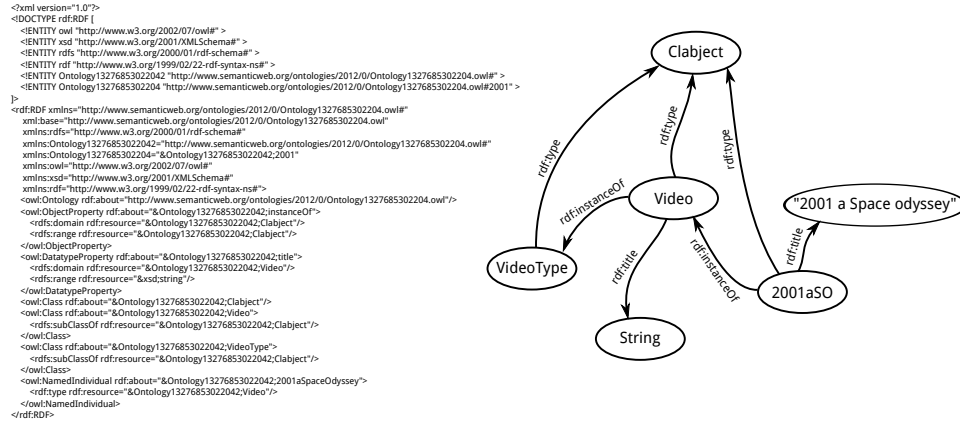 <?xml version="1.0"?>
<!DOCTYPE rdf:RDF [
<!ENTITY owl "http://www.w3.org/2002/07/owl#" >
<!ENTITY xsd "http://www.w3.org/2001/XMLSchema#" >
<!ENTITY rdfs "http://www.w3.org/2000/01/rdf-schema#" >
<!ENTITY rdf "http://www.w3.org/1999/02/22-rdf-syntax-ns#" >
<!ENTITY Ontology13276853022042 "http://www.semanticweb.org/ontologies/2012/0/Ontology1327685302204.owl#" >
<!ENTITY Ontology1327685302204 "http://www.semanticweb.org/ontologies/2012/0/Ontology1327685302204.owl#2001" >
]>
<rdf:RDF xmlns="http://www.semanticweb.org/ontologies/2012/0/Ontology1327685302204.owl#"
xml:base="http://www.semanticweb.org/ontologies/2012/0/Ontology1327685302204.owl"
xmlns:rdfs="http://www.w3.org/2000/01/rdf-schema#"
xmlns:Ontology13276853022042="http://www.semanticweb.org/ontologies/2012/0/Ontology1327685302204.owl#"
xmlns:Ontology1327685302204="&Ontology13276853022042;2001"
xmlns:owl="http://www.w3.org/2002/07/owl#"
xmlns:xsd="http://www.w3.org/2001/XMLSchema#"
xmlns:rdf="http://www.w3.org/1999/02/22-rdf-syntax-ns#">
<owl:Ontology rdf:about="http://www.semanticweb.org/ontologies/2012/0/Ontology1327685302204.owl"/>
<owl:ObjectProperty rdf:about="&Ontology13276853022042;instanceOf">
<rdfs:domain rdf:resource="&Ontology13276853022042;Clabject"/>
<rdfs:range rdf:resource="&Ontology13276853022042;Clabject"/>
</owl:ObjectProperty>
<owl:DatatypeProperty rdf:about="&Ontology13276853022042;title">
<rdfs:domain rdf:resource="&Ontology13276853022042;Video"/>
<rdfs:range rdf:resource="&xsd;string"/>
</owl:DatatypeProperty>
<owl:Class rdf:about="&Ontology13276853022042;Clabject"/>
<owl:Class rdf:about="&Ontology13276853022042;Video">
<rdfs:subClassOf rdf:resource="&Ontology13276853022042;Clabject"/>
</owl:Class>
<owl:Class rdf:about="&Ontology13276853022042;VideoType">
<rdfs:subClassOf rdf:resource="&Ontology13276853022042;Clabject"/>
</owl:Class>
<owl:NamedIndividual rdf:about="&Ontology13276853022042;2001aSpaceOdyssey">
<rdf:type rdf:resource="&Ontology13276853022042;Video"/>
</owl:NamedIndividual>
</rdf:RDF>
Clabject
rdf:type
rdf:type
rdf:type
Video
"2001 a Space odyssey"
rdf:instanceOf
rdf:title
VideoType
rdf:title
rdf:instanceOf
2001aSO
String